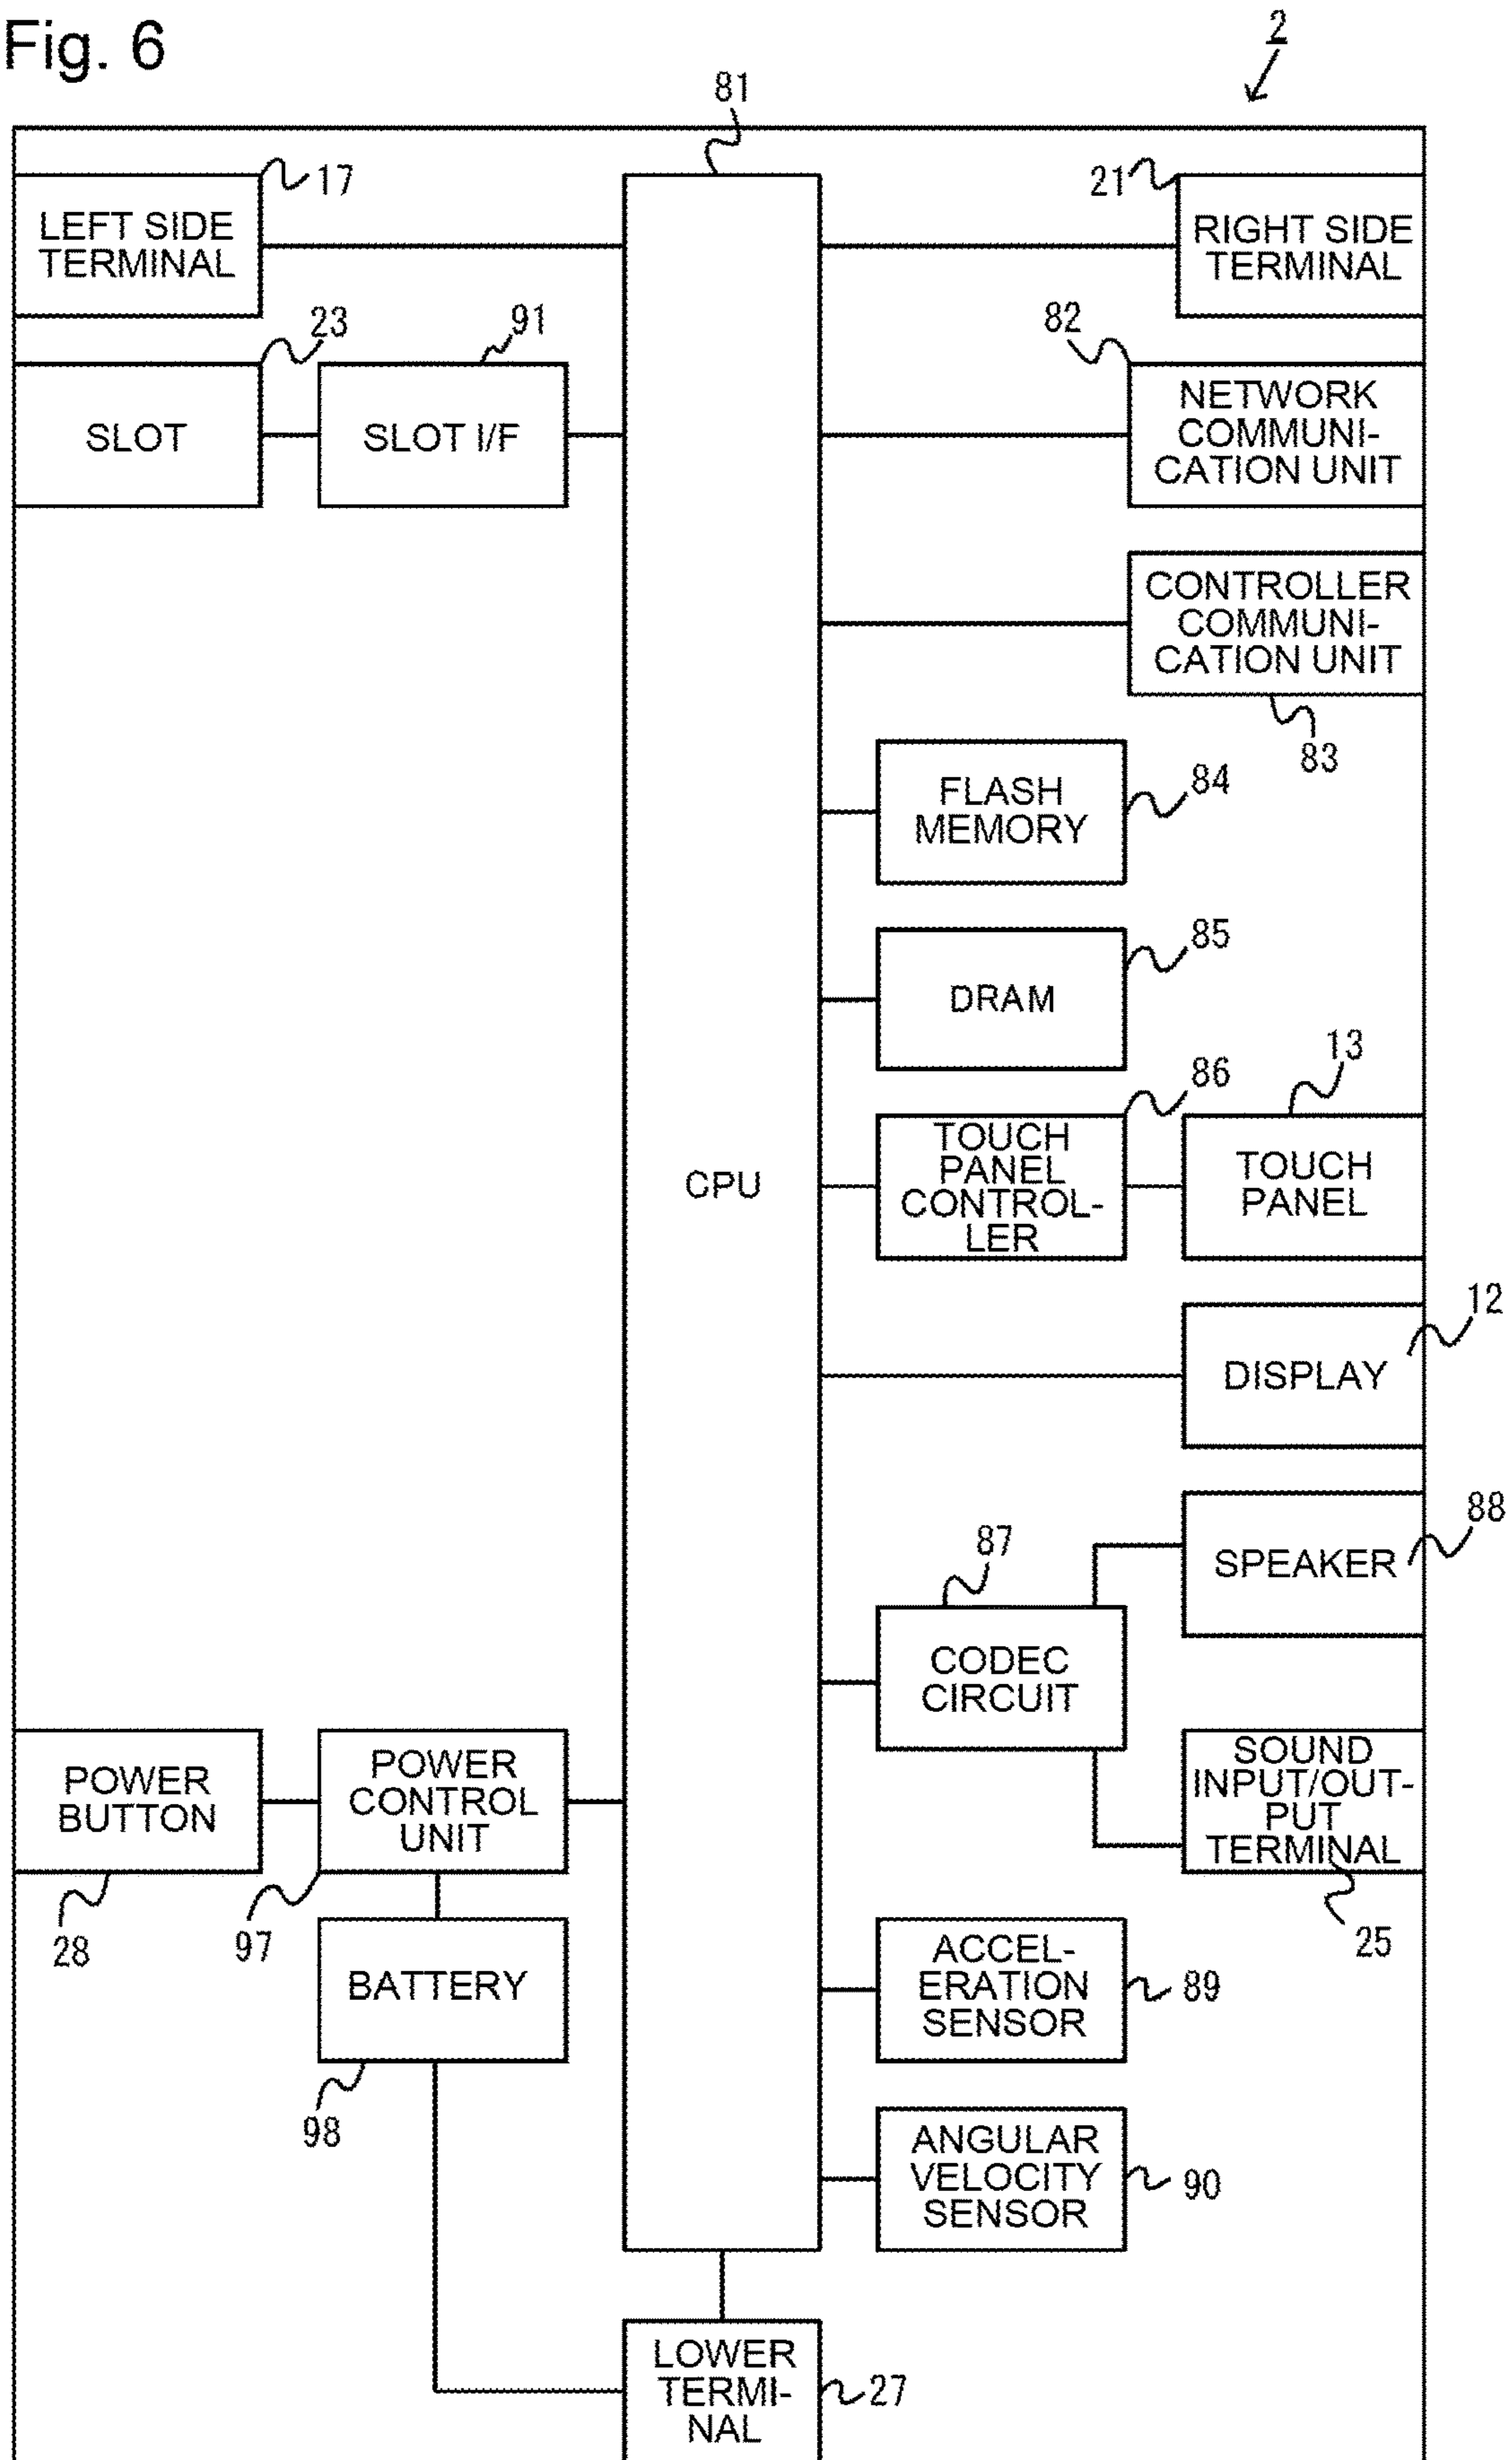 Fig. 6
2
81
17
LEFT SIDE
TERMINAL
21
RIGHT SIDE
TERMINAL
23
SLOT
91
SLOT I/F
82
NETWORK
COMMUNI-
CATION UNIT
CONTROLLER
COMMUNI-
CATION UNIT
83
FLASH
MEMORY
84
DRAM
85
CPU
86
TOUCH
PANEL
CONTROL-
LER
13
TOUCH
PANEL
12
DISPLAY
88
SPEAKER
87
CODEC
CIRCUIT
SOUND
INPUT/OUT-
PUT
TERMINAL
25
POWER
BUTTON
28
POWER
CONTROL
UNIT
97
BATTERY
98
ACCEL-
ERATION
SENSOR
89
ANGULAR
VELOCITY
SENSOR
90
LOWER
TERMI-
NAL
27